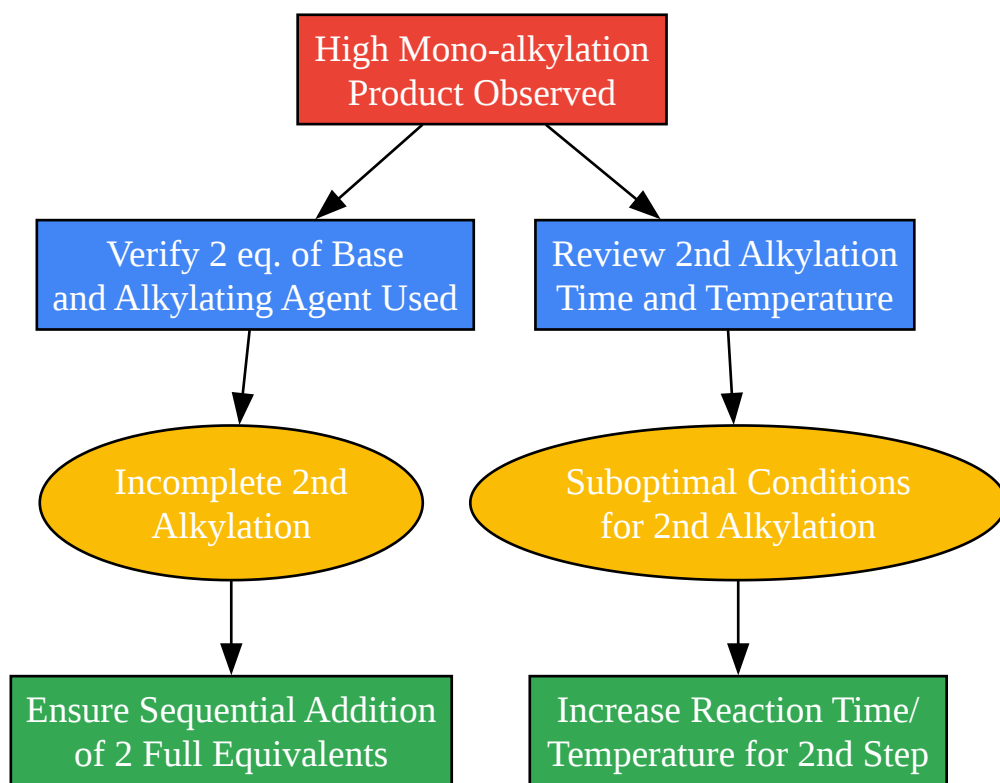 High Mono-alkylation
Product Observed
Verify 2 eq. of Base
and Alkylating Agent Used
Review 2nd Alkylation
Time and Temperature
Incomplete 2nd
Alkylation
Suboptimal Conditions
for 2nd Alkylation
Ensure Sequential Addition
of 2 Full Equivalents
Increase Reaction Time/
Temperature for 2nd Step